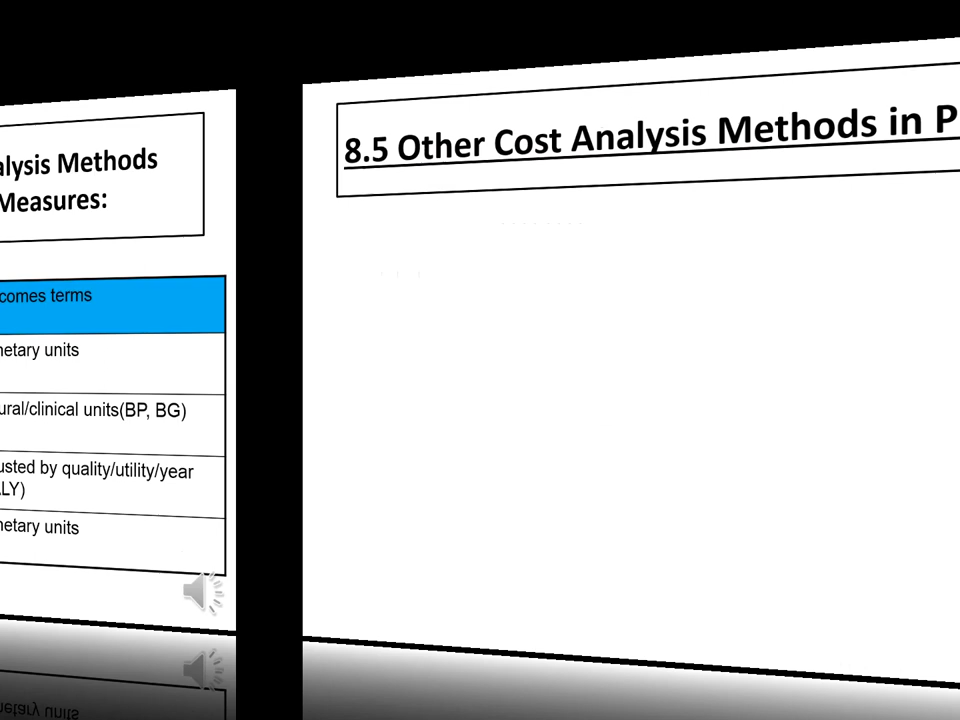 alysis Methods
Measures:
comes terms
netary units
ural/clinical units(BP, BG)
usted by quality/utility/year
LY)
netary units
8.5 Other Cost Analysis Methods in P